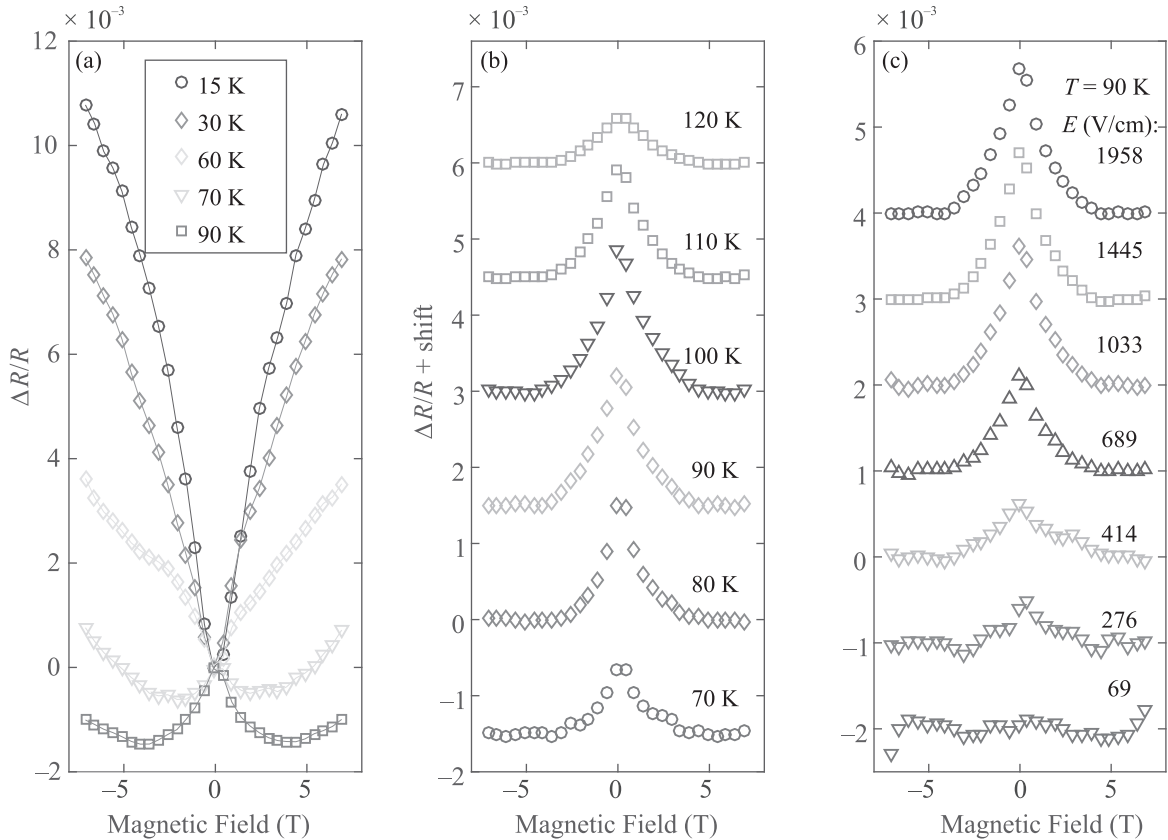 × 10⁻³
12
10
8
6
4
2
0
−2
−5
0
5
ΔR/R
Magnetic Field (T)
(a)
15 K
30 K
60 K
70 K
90 K
× 10⁻³
7
6
5
4
3
2
1
0
−1
−2
−5
0
5
ΔR/R + shift
Magnetic Field (T)
(b)
120 K
110 K
100 K
90 K
80 K
70 K
× 10⁻³
6
5
4
3
2
1
0
−1
−2
−5
0
5
Magnetic Field (T)
(c)
T = 90 K
E (V/cm):
1958
1445
1033
689
414
276
69